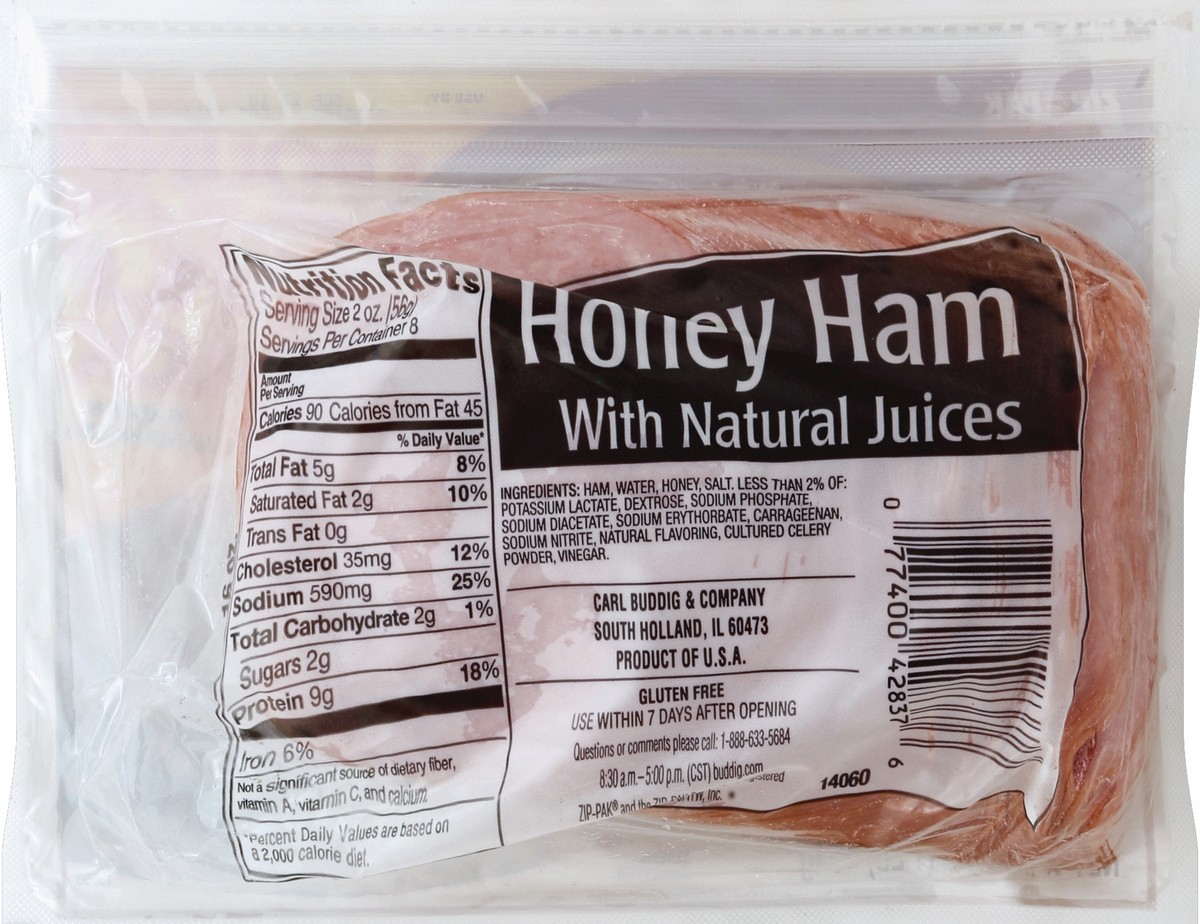 Nutrition Facts
Serving Size 2 oz. (56g)
Servings Per Container 8
Amount
Per Serving
Calories 90 Calories from Fat 45
% Daily Value*
Total Fat 5g 8%
Saturated Fat 2g 10%
Trans Fat 0g
Cholesterol 35mg 12%
Sodium 590mg 25%
Total Carbohydrate 2g 1%
Sugars 2g
Protein 9g 18%
Iron 6%
Not a significant source of dietary fiber,
vitamin A, vitamin C, and calcium.
*Percent Daily Values are based on
a 2,000 calorie diet.
Honey Ham
With Natural Juices
INGREDIENTS: HAM, WATER, HONEY, SALT. LESS THAN 2% OF:
POTASSIUM LACTATE, DEXTROSE, SODIUM PHOSPHATE,
SODIUM DIACETATE, SODIUM ERYTHORBATE, CARRAGEENAN,
SODIUM NITRITE, NATURAL FLAVORING, CULTURED CELERY
POWDER, VINEGAR.
CARL BUDDIG & COMPANY
SOUTH HOLLAND, IL 60473
PRODUCT OF U.S.A.
GLUTEN FREE
USE WITHIN 7 DAYS AFTER OPENING
Questions or comments please call: 1-888-633-5684
8:30 a.m.–5:00 p.m. (CST) buddig.com
ZIP-PAK® and the ZIP Inc.
14060
0 77400 42837 6